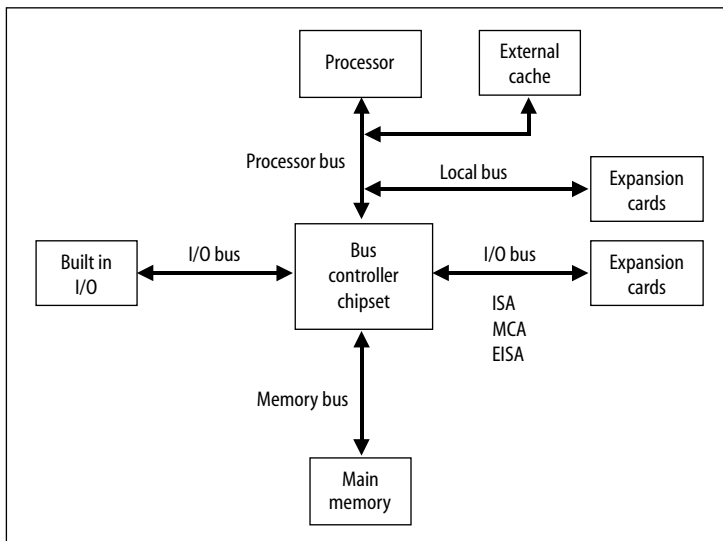 Processor
External
cache
Processor bus
Local bus
Expansion
cards
Built in
I/O
I/O bus
Bus
controller
chipset
I/O bus
Expansion
cards
ISA
MCA
EISA
Memory bus
Main
memory